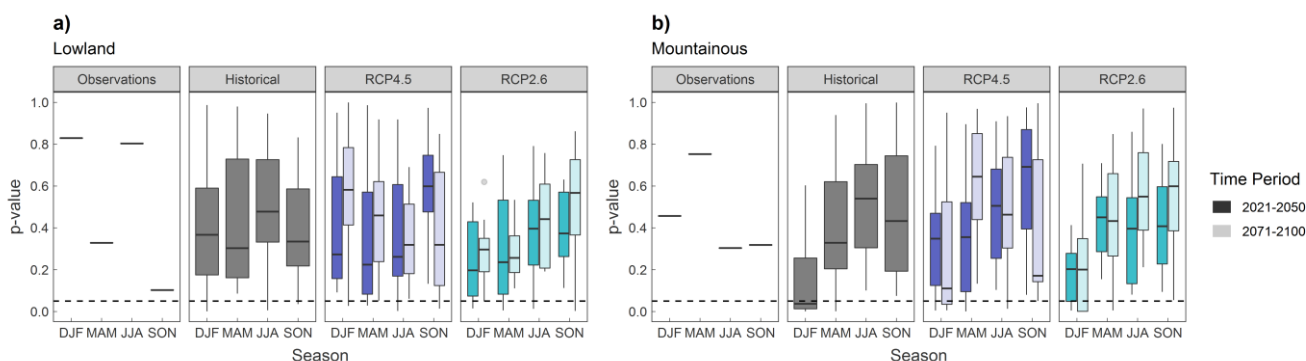 a)
Lowland
Observations Historical RCP4.5 RCP2.6
1.0
0.8
0.6
0.4
0.2
0.0
p-value
DJF MAM JJA SON DJF MAM JJA SON DJF MAM JJA SON DJF MAM JJA SON
Season
b)
Mountainous
Observations Historical RCP4.5 RCP2.6
1.0
0.8
0.6
0.4
0.2
0.0
p-value
DJF MAM JJA SON DJF MAM JJA SON DJF MAM JJA SON DJF MAM JJA SON
Season
Time Period
2021-2050
2071-2100